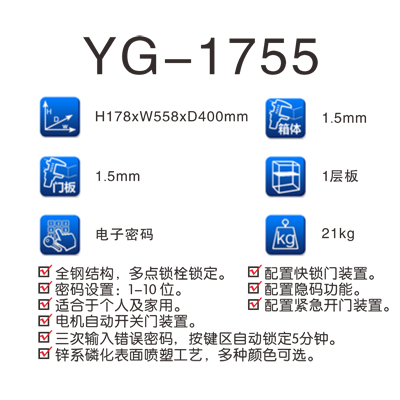 YG-1755
H178xW558xD400mm
箱体 1.5mm
门板 1.5mm
1层板
电子密码
kg 21kg
全钢结构，多点锁栓锁定。
配置快锁门装置。
密码设置：1-10位。
配置隐码功能。
适合于个人及家用。
配置紧急开门装置。
电机自动开关门装置。
三次输入错误密码，按键区自动锁定5分钟。
锌系磷化表面喷塑工艺，多种颜色可选。